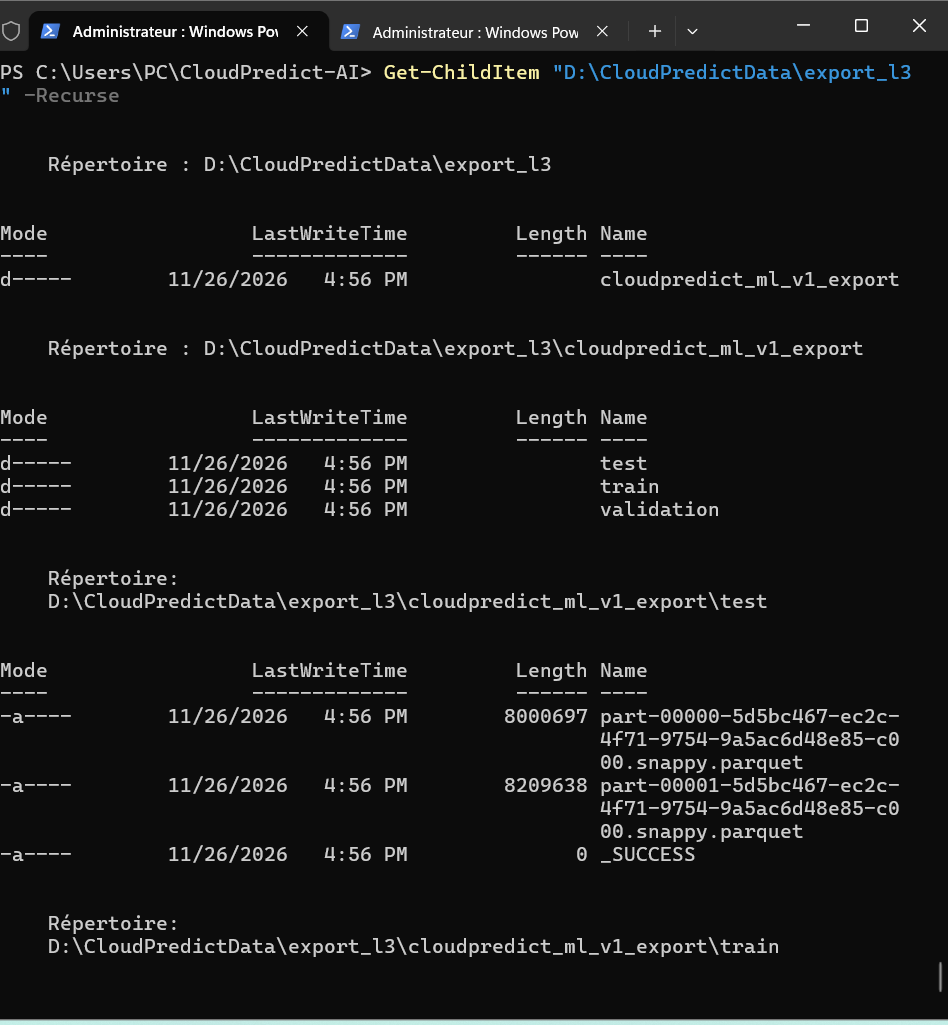 Administrateur : Windows Pow
Administrateur : Windows Pow
PS C:\Users\PC\CloudPredict-AI> Get-ChildItem "D:\CloudPredictData\export_l3
" -Recurse
Répertoire : D:\CloudPredictData\export_l3
Mode LastWriteTime Length Name
---- ------------- ------ ----
d----- 11/26/2026 4:56 PM cloudpredict_ml_v1_export
Répertoire : D:\CloudPredictData\export_l3\cloudpredict_ml_v1_export
Mode LastWriteTime Length Name
---- ------------- ------ ----
d----- 11/26/2026 4:56 PM test
d----- 11/26/2026 4:56 PM train
d----- 11/26/2026 4:56 PM validation
Répertoire:
D:\CloudPredictData\export_l3\cloudpredict_ml_v1_export\test
Mode LastWriteTime Length Name
---- ------------- ------ ----
-a---- 11/26/2026 4:56 PM 8000697 part-00000-5d5bc467-ec2c-
4f71-9754-9a5ac6d48e85-c0
00.snappy.parquet
-a---- 11/26/2026 4:56 PM 8209638 part-00001-5d5bc467-ec2c-
4f71-9754-9a5ac6d48e85-c0
00.snappy.parquet
-a---- 11/26/2026 4:56 PM 0 _SUCCESS
Répertoire:
D:\CloudPredictData\export_l3\cloudpredict_ml_v1_export\train